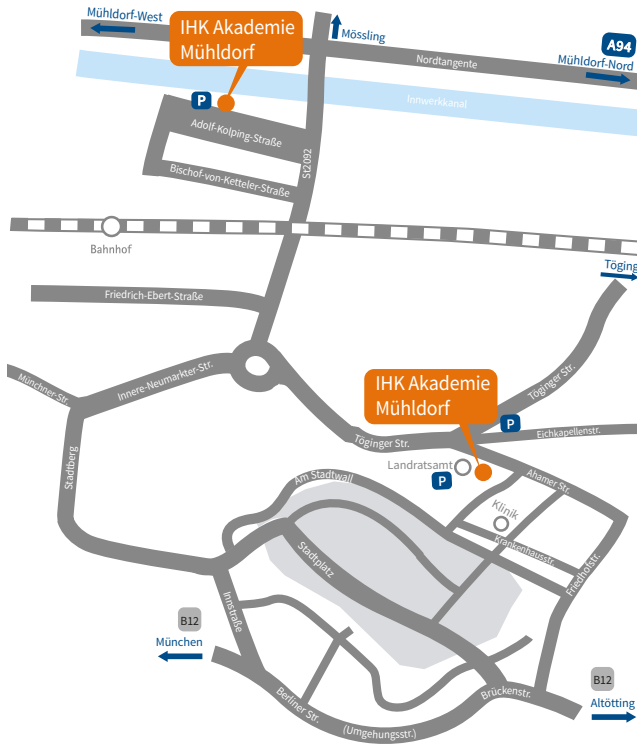 Mühldorf-West
Mössling
IHK Akademie
Mühldorf
A94
Nordtangente
Mühldorf-Nord
Innwerkkanal
P
Adolf-Kolping-Straße
St2092
Bischof-von-Ketteler-Straße
Bahnhof
Töging
Friedrich-Ebert-Straße
Innere-Neumarkter-Str.
Münchner-Str.
IHK Akademie
Mühldorf
Töginger Str.
P
Eichkapellenstr.
Töginger Str.
Landratsamt
P
Ahamer Str.
Stadtberg
Am Stadtwall
Klinik
Krankenhausstr.
Stadtplatz
Friedhofstr.
Innstraße
B12
München
B12
Altötting
Brückenstr.
Berliner Str.
(Umgehungsstr.)